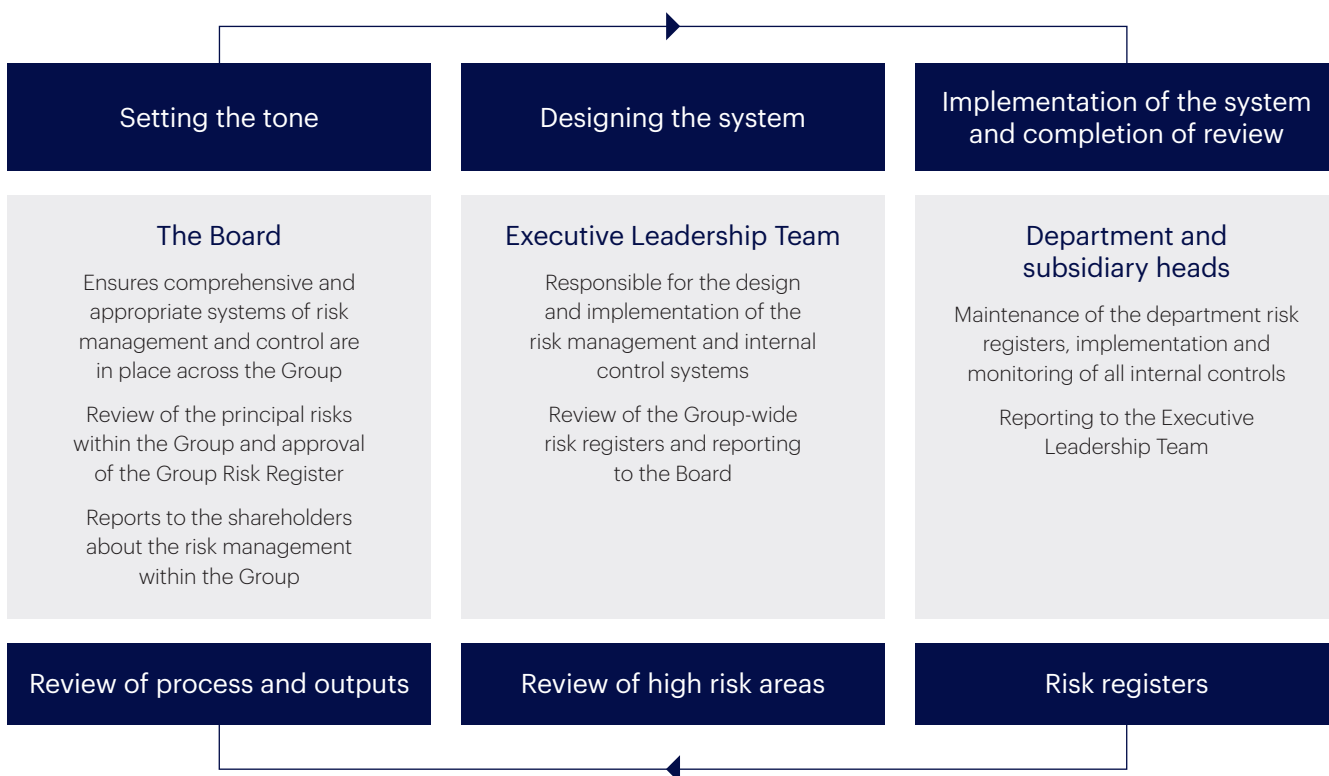 Setting the tone
Designing the system
Implementation of the system
and completion of review
The Board
Ensures comprehensive and
appropriate systems of risk
management and control are
in place across the Group
Review of the principal risks
within the Group and approval
of the Group Risk Register
Reports to the shareholders
about the risk management
within the Group
Executive Leadership Team
Responsible for the design
and implementation of the
risk management and internal
control systems
Review of the Group-wide
risk registers and reporting
to the Board
Department and
subsidiary heads
Maintenance of the department risk
registers, implementation and
monitoring of all internal controls
Reporting to the Executive
Leadership Team
Review of process and outputs
Review of high risk areas
Risk registers